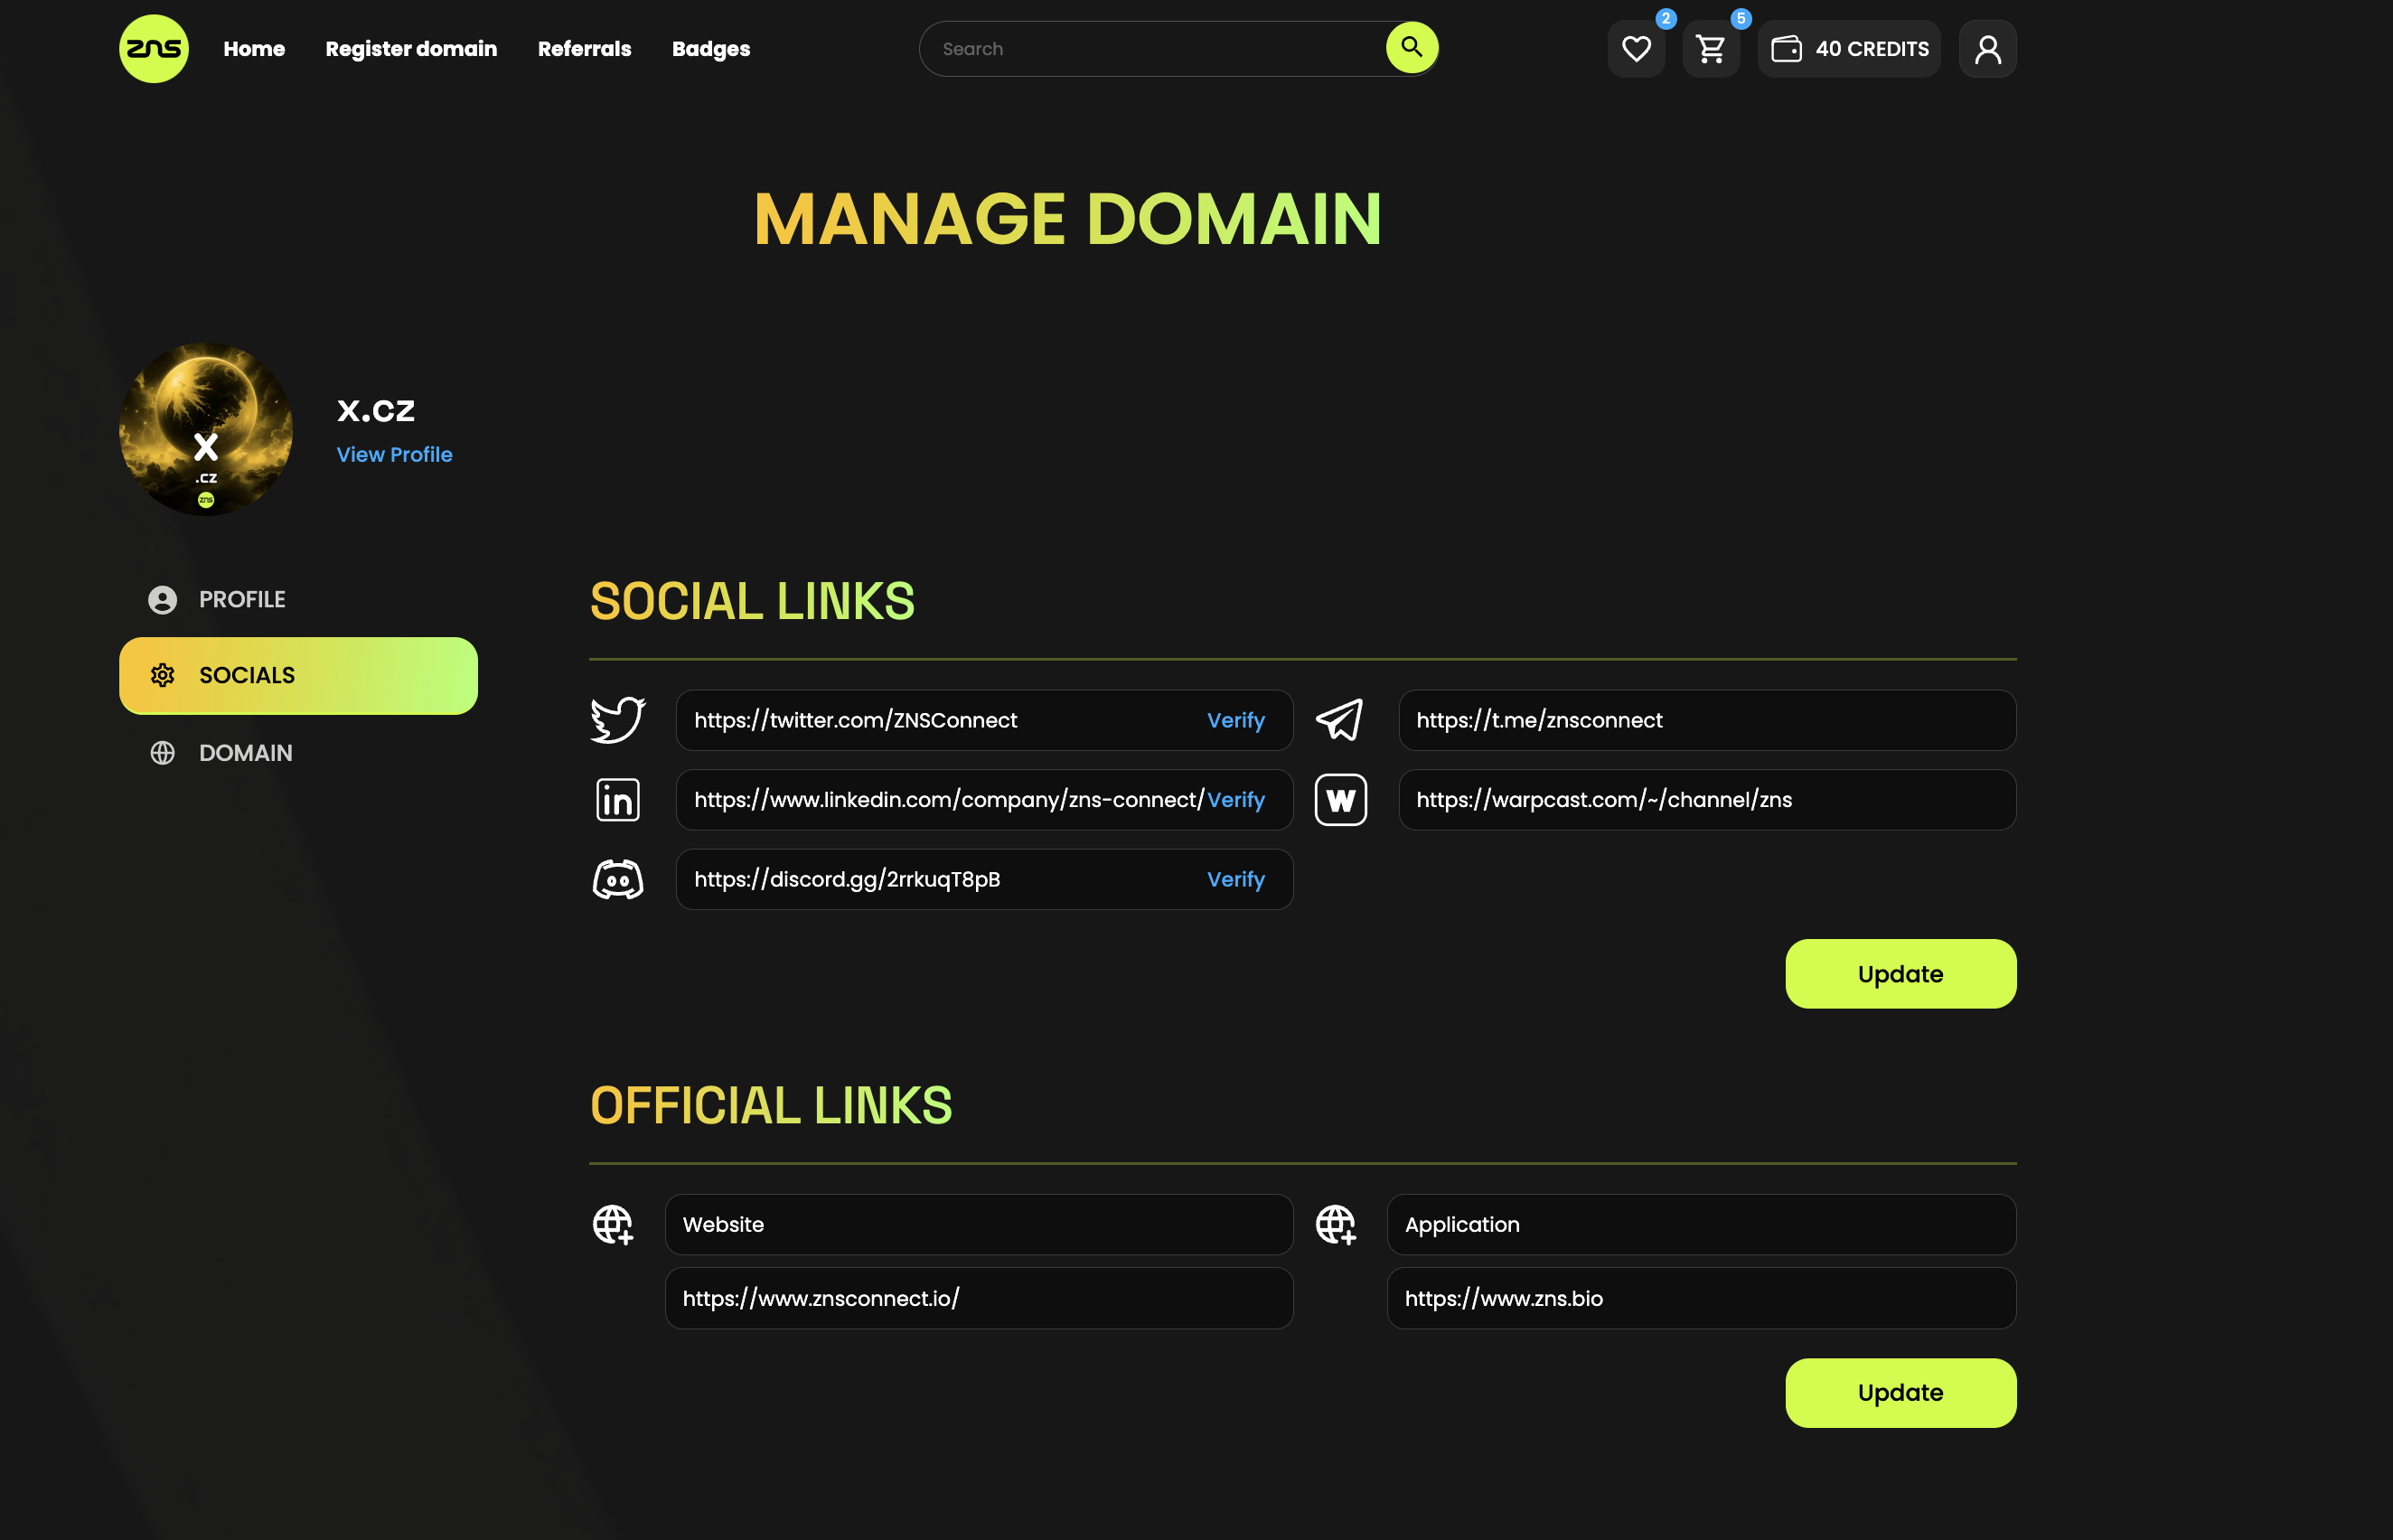 zns
Home
Register domain
Referrals
Badges
Search
2
5
40 CREDITS
MANAGE DOMAIN
x
.cz
zns
x.cz
View Profile
PROFILE
SOCIALS
DOMAIN
SOCIAL LINKS
https://twitter.com/ZNSConnect
Verify
https://t.me/znsconnect
in
https://www.linkedin.com/company/zns-connect/
Verify
W
https://warpcast.com/~/channel/zns
https://discord.gg/2rrkuqT8pB
Verify
Update
OFFICIAL LINKS
Website
Application
https://www.znsconnect.io/
https://www.zns.bio
Update